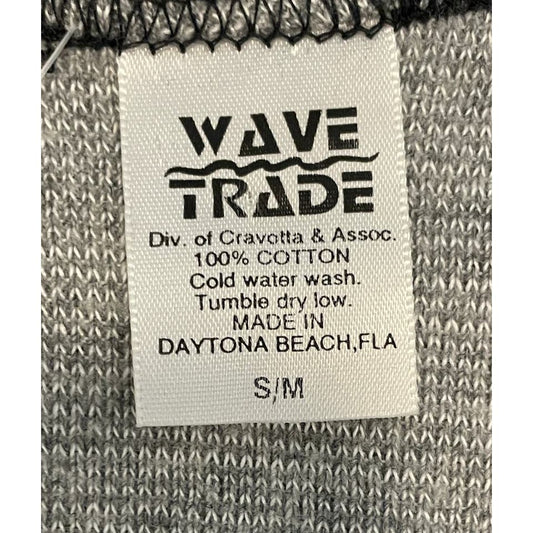 WAVE
TRADE
Div. of Cravotta & Assoc.
100% COTTON
Cold water wash.
Tumble dry low.
MADE IN
DAYTONA BEACH,FLA
S/M